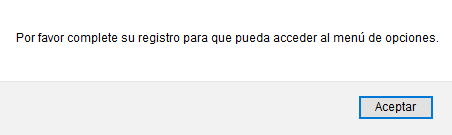 Por favor complete su registro para que pueda acceder al menú de opciones.
Aceptar